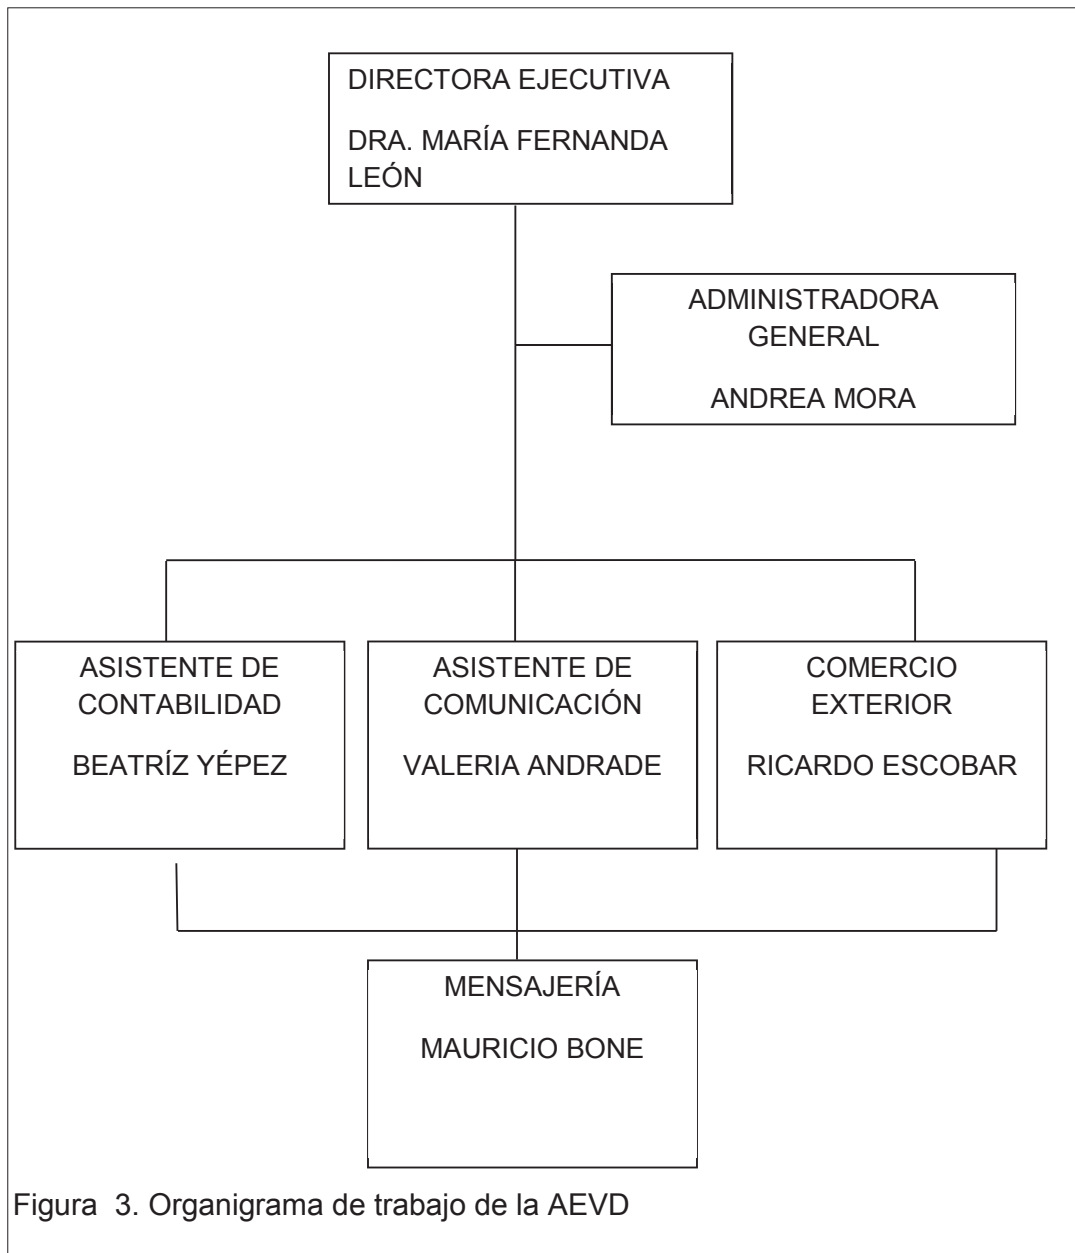 DIRECTORA EJECUTIVA
DRA. MARÍA FERNANDA
LEÓN
ADMINISTRADORA
GENERAL
ANDREA MORA
ASISTENTE DE
CONTABILIDAD
BEATRÍZ YÉPEZ
ASISTENTE DE
COMUNICACIÓN
VALERIA ANDRADE
COMERCIO
EXTERIOR
RICARDO ESCOBAR
MENSAJERÍA
MAURICIO BONE
Figura 3. Organigrama de trabajo de la AEVD